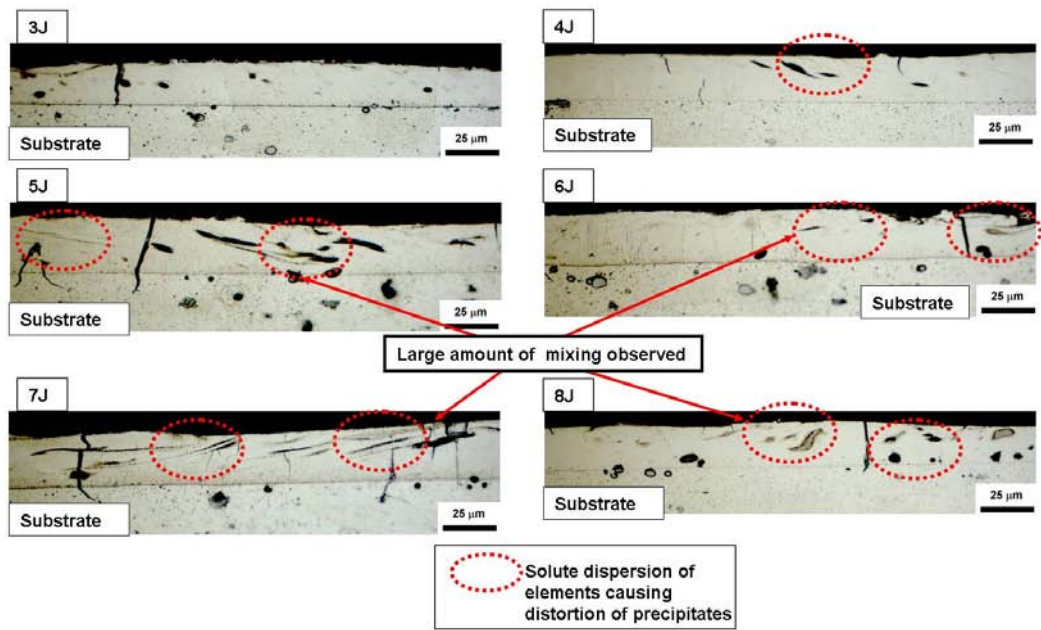 3J
4J
Substrate
25 µm
Substrate
25 µm
5J
6J
Substrate
25 µm
Substrate
25 µm
Large amount of mixing observed
7J
8J
Substrate
25 µm
Substrate
25 µm
Solute dispersion of
elements causing
distortion of precipitates